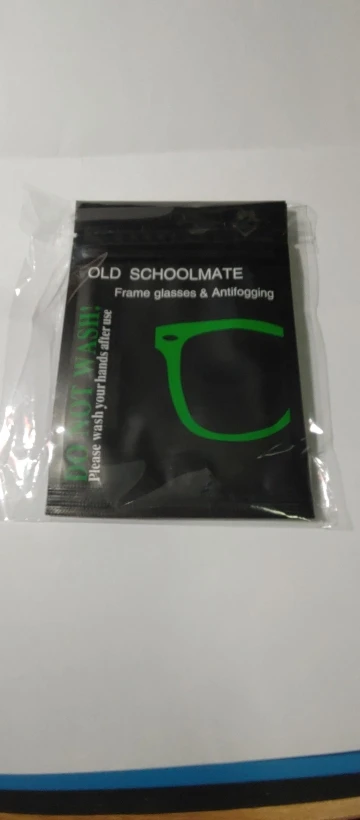 OLD SCHOOLMATE
Frame glasses & Antifogging
DO NOT WASH!
Please wash your hands after use